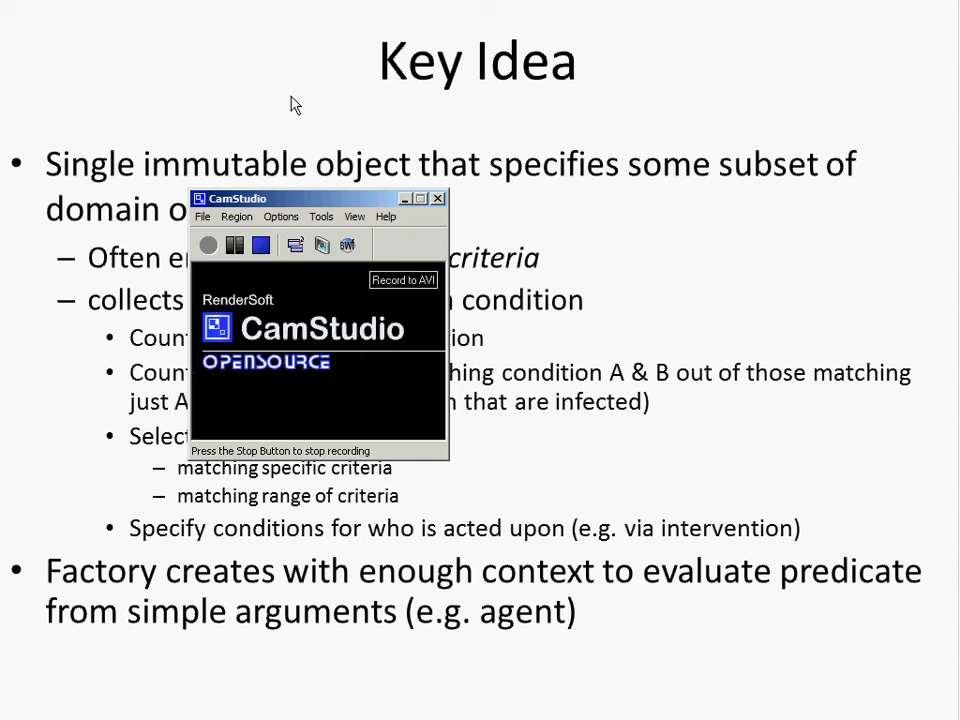 Key Idea
• Single immutable object that specifies some subset of
domain o
– Often e criteria
– collects condition
• Coun ion
• Coun hing condition A & B out of those matching
just A that are infected)
• Select
– matching specific criteria
– matching range of criteria
• Specify conditions for who is acted upon (e.g. via intervention)
• Factory creates with enough context to evaluate predicate
from simple arguments (e.g. agent)
CamStudio
File Region Options Tools View Help
Record to AVI
RenderSoft
CamStudio
OPENSOURCE
Press the Stop Button to stop recording